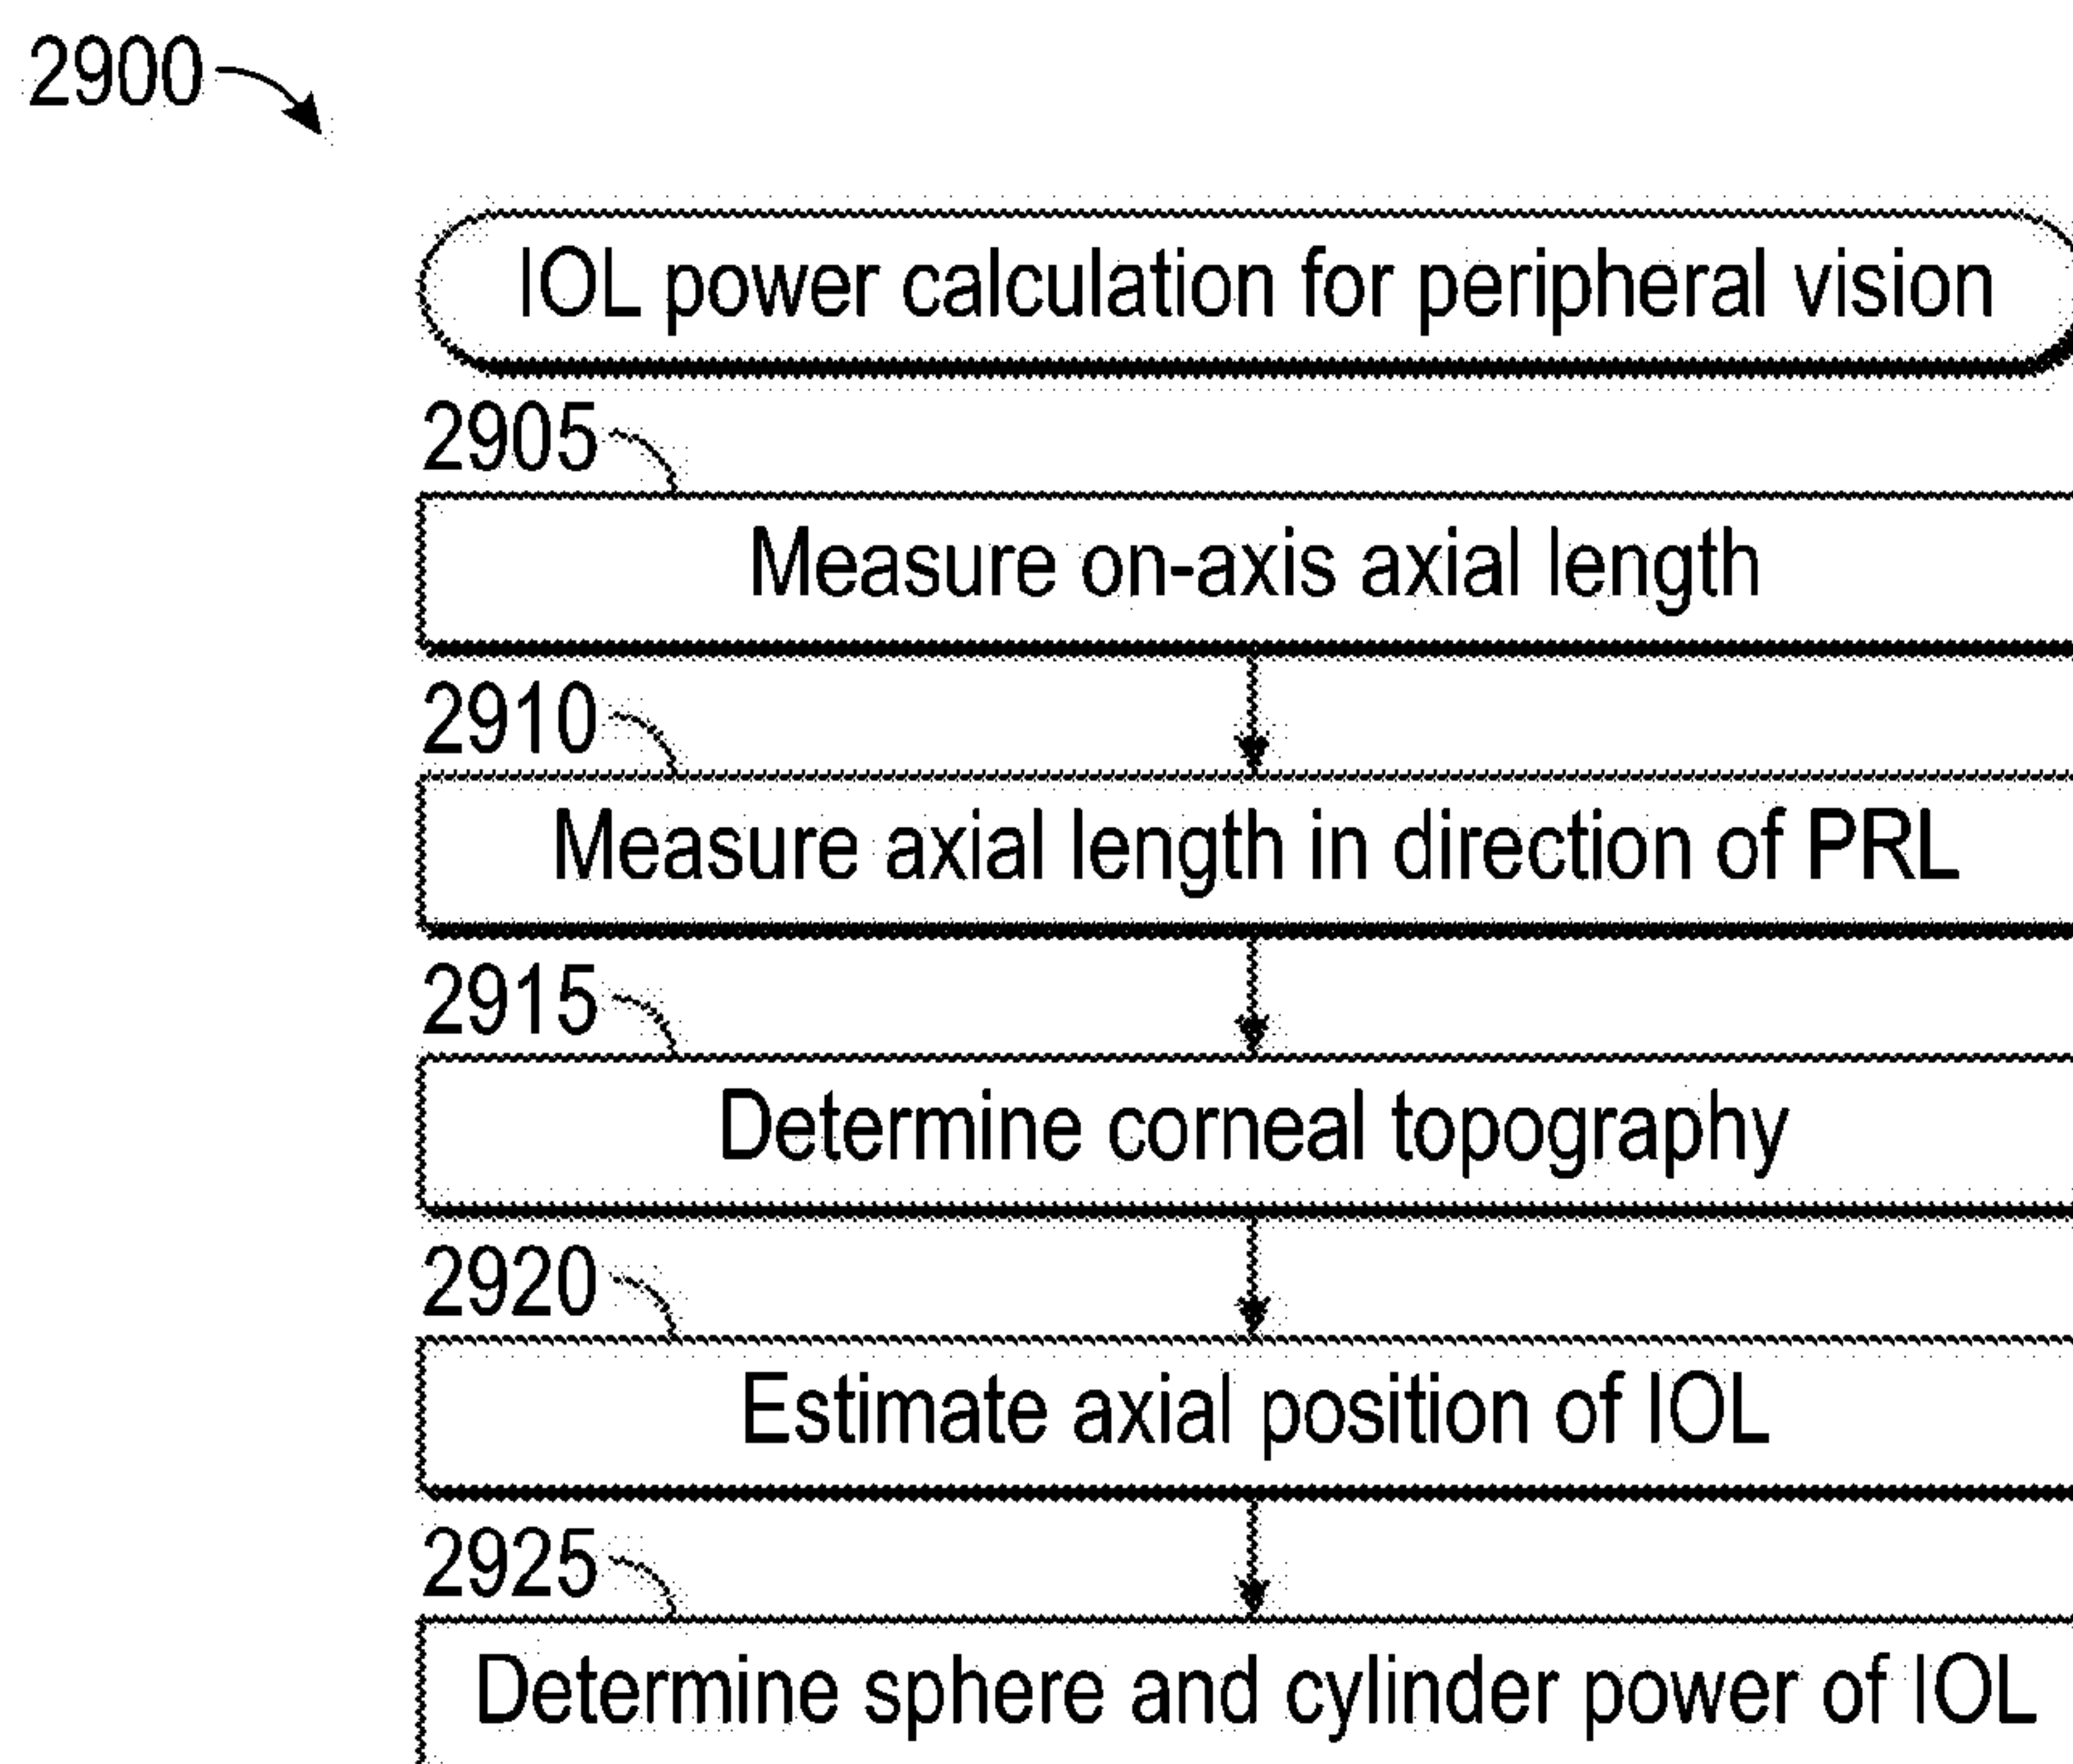 2900
IOL power calculation for peripheral vision
2905
Measure on-axis axial length
2910
Measure axial length in direction of PRL
2915
Determine corneal topography
2920
Estimate axial position of IOL
2925
Determine sphere and cylinder power of IOL